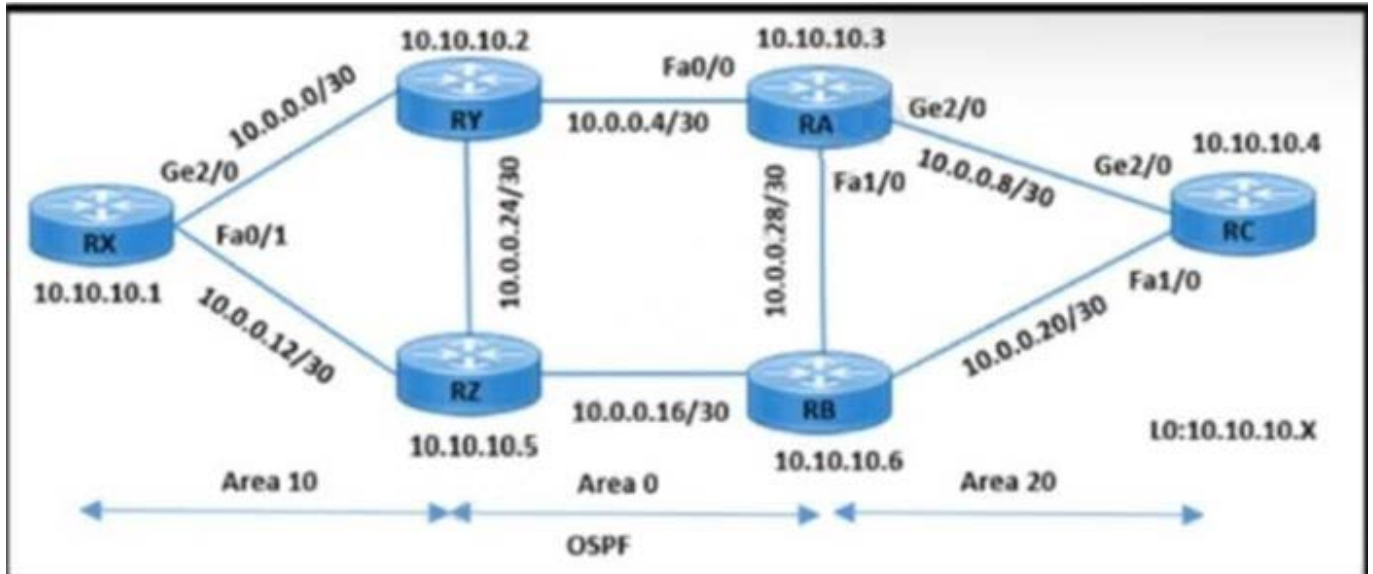 10.10.10.2
10.10.10.3
Fa0/0
10.0.0.0/30
RY
10.0.0.4/30
RA
Ge2/0
10.10.10.4
Ge2/0
10.0.0.8/30
Ge2/0
Fa1/0
10.0.0.24/30
10.0.0.28/30
RX
Fa0/1
RC
10.10.10.1
Fa1/0
10.0.0.12/30
10.0.0.20/30
RZ
10.0.0.16/30
RB
L0:10.10.10.X
10.10.10.5
10.10.10.6
Area 10
Area 0
Area 20
OSPF